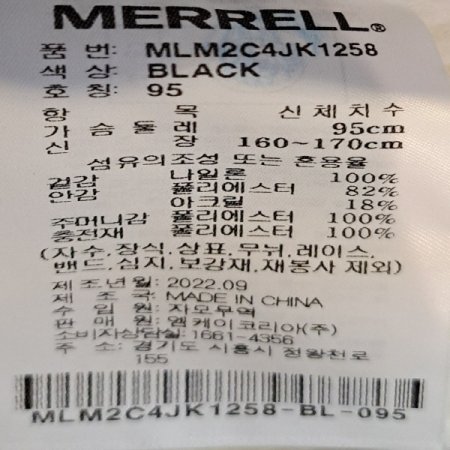 MERRELL®
품 번: MLM2C4JK1258
색 상: BLACK
호 칭: 95
항 목 신체치수
가슴둘레 95cm
신 장 160~170cm
섬유의조성 또는 혼용율
겉감 나일론 100%
안감 폴리에스터 82%
아크릴 18%
주머니감 폴리에스터 100%
충전재 폴리에스터 100%
(자수,장식,상표,무늬,레이스,
밴드,심지,보강재,재봉사 제외)
제조년월: 2022.09
제 조 국: MADE IN CHINA
수 입 원: 자모무역
판 매 원: 엠케이코리아(주)
소비자상담실: 1661-4356
주 소: 경기도 시흥시 정왕천로
155
MLM2C4JK1258-BL-095